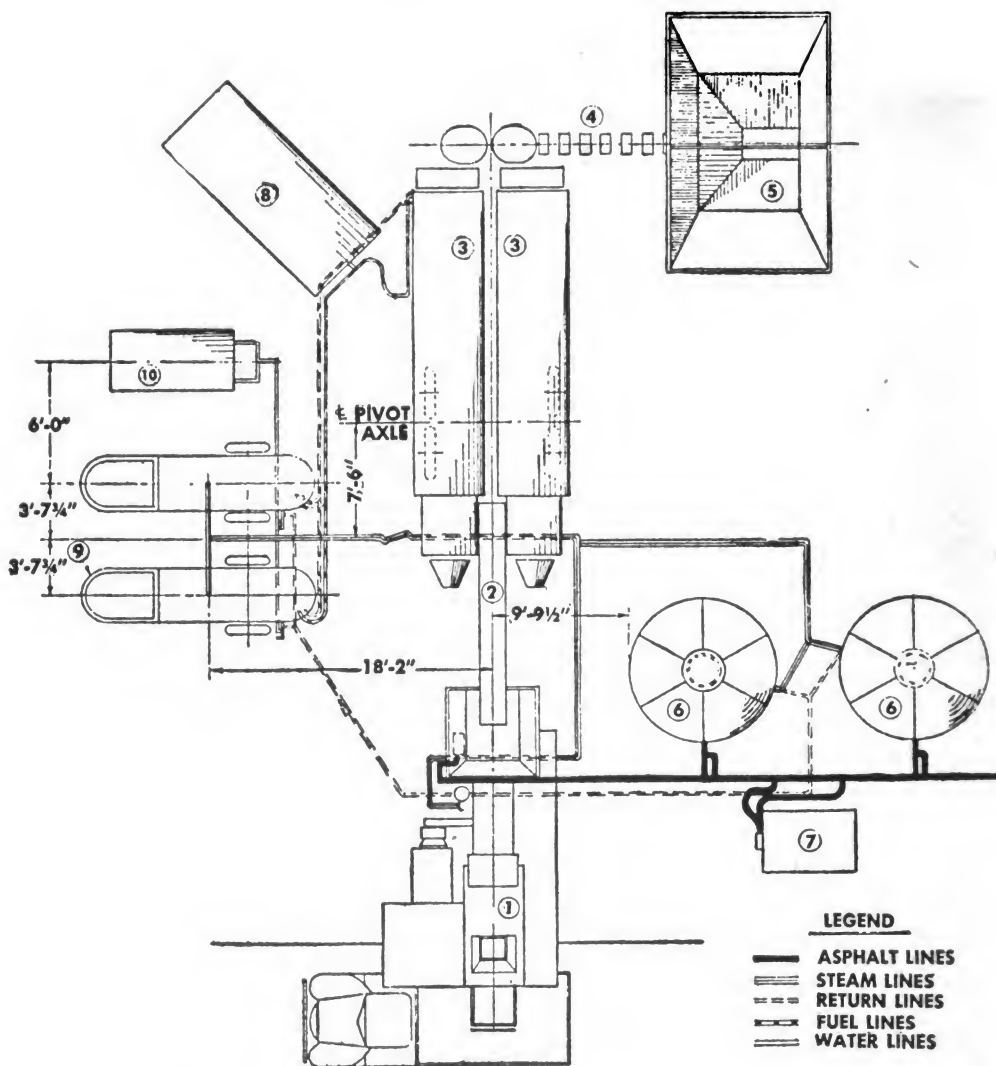 4
5
8
3
3
10
6'-0"
℄ PIVOT
AXLE
7'-6"
3'-7¾"
9
3'-7¾"
2
9'-9½"
18'-2"
6
6
7
1
LEGEND
ASPHALT LINES
STEAM LINES
RETURN LINES
FUEL LINES
WATER LINES